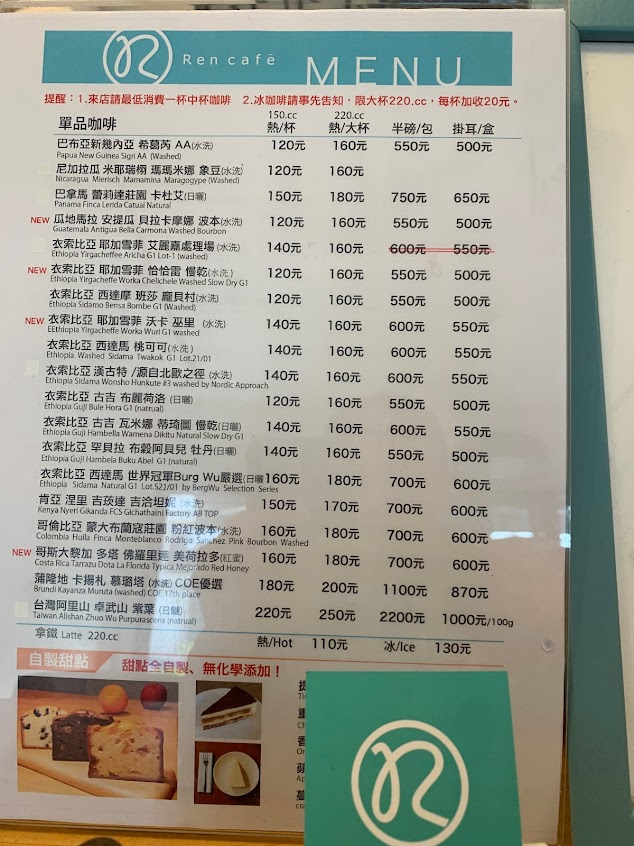 Ren café MENU
提醒：1.來店請最低消費一杯中杯咖啡 2.冰咖啡請事先告知，限大杯220.cc，每杯加收20元。
150.cc 220.cc
單品咖啡 熱/杯 熱/大杯 半磅/包 掛耳/盒
巴布亞新幾內亞 希葛芮 AA(水洗) 120元 160元 550元 500元
Papua New Guinea Sigri AA (Washed)
尼加拉瓜 米耶瑞栩 瑪瑪米娜 象豆(水洗) 120元 160元
Nicaragua Mierisch Mamamina Maragogype (Washed)
巴拿馬 蕾莉達莊園 卡杜艾(日曬) 150元 180元 750元 650元
Panama Finca Lerida Catual Natural
NEW 瓜地馬拉 安提瓜 貝拉卡摩娜 波本(水洗) 120元 160元 550元 500元
Guatemala Antigua Bella Carmona Washed Bourbon
衣索比亞 耶加雪菲 艾麗嘉處理場 (水洗) 140元 160元 600元 550元
Ethiopia Yirgacheffee Aricha G1 Lot-1 (washed)
NEW 衣索比亞 耶加雪菲 恰恰雷 慢乾(水洗) 120元 160元 550元 500元
Ethiopia Yirgacheffe Worka Chelichele Washed Slow Dry G1
衣索比亞 西達摩 班莎 龐貝村(水洗) 120元 160元 550元 500元
Ethiopia Sidamo Bensa Bombe G1 (Washed)
NEW 衣索比亞 耶加雪菲 沃卡 巫里 (水洗) 140元 160元 600元 550元
EEthiopia Yirgacheffe Worka Wuri G1 washed
衣索比亞 西達馬 桃可可(水洗) 140元 160元 600元 550元
Ethiopia Washed Sidama Twakok G1 Lot.21/01
衣索比亞 漢古特 /源自北歐之徑 (水洗) 140元 160元 600元 550元
Ethiopia Sidama Wonsho Hunkute #3 washed by Nordic Approach
衣索比亞 古吉 布麗荷洛 (日曬) 120元 160元 550元 500元
Ethiopia Guji Bule Hora G1 (natrual)
衣索比亞 古吉 瓦米娜 蒂琦圖 慢乾(日曬) 140元 160元 600元 550元
Ethiopia Guji Hambella Wamena Dikitu Natural Slow Dry G1
衣索比亞 罕貝拉 布穀阿貝兒 牡丹(日曬) 140元 160元 550元 500元
Ethiopia Guji Hambela Buku Abel G1 (natural)
衣索比亞 西達馬 世界冠軍Burg Wu嚴選(日曬) 160元 180元 700元 600元
Ethiopia Sidama Natural G1 Lot.S23/01 by BergWu Selection Series
肯亞 涅里 吉莰達 吉洽坦妮 (水洗) 150元 170元 700元 600元
Kenya Nyeri Gikanda FCS Gichathaini Factory AB TOP
哥倫比亞 蒙大布蘭寇莊園 粉紅波本(水洗) 160元 180元 700元 600元
Colombia Huila Finca Monteblanco Rodrigo Sanchez Pink Bourbon Washed
NEW 哥斯大黎加 多塔 佛羅里達 美荷拉多(紅蜜) 160元 180元 700元 600元
Costa Rica Tarrazu Dota La Florida Typica Mejorado Red Honey
蒲隆地 卡揚札 慕璐塔 (水洗) COE優選 180元 200元 1100元 870元
Brundi Kayanza Muruta (washed) COE 17th place
台灣阿里山 卓武山 紫葉 (日曬) 220元 250元 2200元 1000元/100g
Taiwan Alishan Zhuo Wu Purpurascent (natrual)
拿鐵 Latte 220.cc 熱/Hot 110元 冰/Ice 130元
自製甜點 甜點全自製、無化學添加！